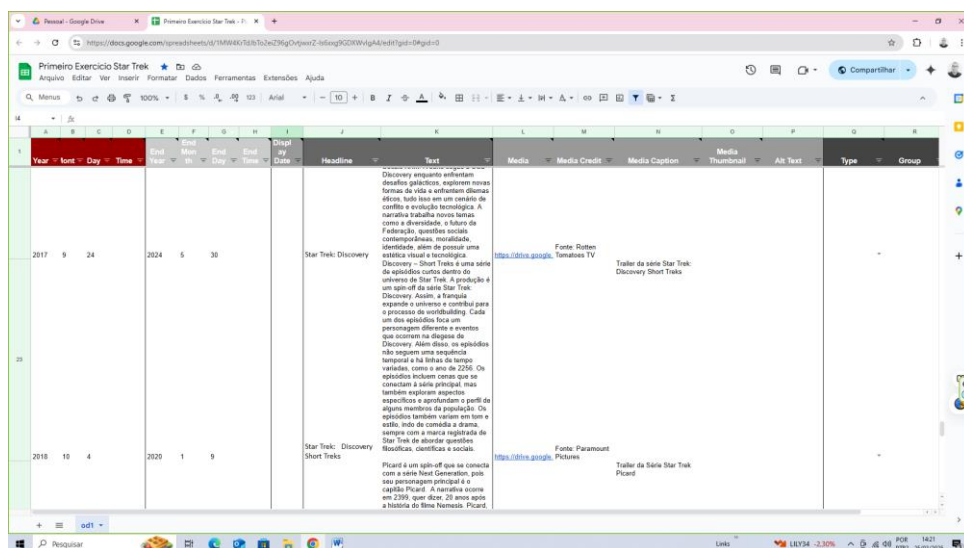 Pessoal - Google Drive
Primeiro Exercício Star Trek - Pl
Primeiro Exercício Star Trek
Arquivo Editar Ver Inserir Formatar Dados Ferramentas Extensões Ajuda
Compartilhar
Menus
100%
$ %
123
Arial
10
I4
A B C D E F G H I J K L M N O P Q R
1
Year Mont Day Time End Year End Mon th End Day End Time Displ ay Date Headline Text Media Media Credit Media Caption Media Thumbnail Alt Text Type Group
Discovery enquanto enfrentam
desafios galácticos, explorem novas
formas de vida e enfrentem dilemas
éticos, tudo isso em um cenário de
conflito e evolução tecnológica. A
narrativa trabalha novos temas
como a diversidade, o futuro da
Federação, questões sociais
contemporâneas, moralidade,
identidade, além de possuir uma
estética visual e tecnológica.
2017 9 24 2024 5 30 Star Trek: Discovery
https://drive.google.
Fonte: Rotten
Tomatoes TV
Discovery – Short Treks é uma série
de episódios curtos dentro do
universo de Star Trek. A produção é
um spin-off da série Star Trek:
Discovery. Assim, a franquia
expande o universo e contribui para
o processo de worldbuilding. Cada
um dos episódios foca um
personagem diferente e eventos
que ocorrem na diegese de
Discovery. Além disso, os episódios
não seguem uma sequência
temporal e há linhas de tempo
variadas, como o ano de 2256. Os
episódios incluem cenas que se
conectam à série principal, mas
também exploram aspectos
específicos e aprofundam o perfil de
alguns membros da população. Os
episódios também variam em tom e
estilo, indo de comédia a drama,
sempre com a marca registrada de
Star Trek de abordar questões
filosóficas, científicas e sociais.
Trailer da série Star Trek:
Discovery Short Treks
23
2018 10 4 2020 1 9
Star Trek: Discovery
Short Treks
https://drive.google.
Fonte: Paramount
Pictures
Picard é um spin-off que se conecta
com a série Next Generation, pois
seu personagem principal é o
capitão Picard. A narrativa ocorre
em 2399, quer dizer, 20 anos após
a história do filme Nemesis. Picard,
Trailer da Série Star Trek
Picard
od1
Pesquisar
Links
LILY34 -2,30%
POR
14:21